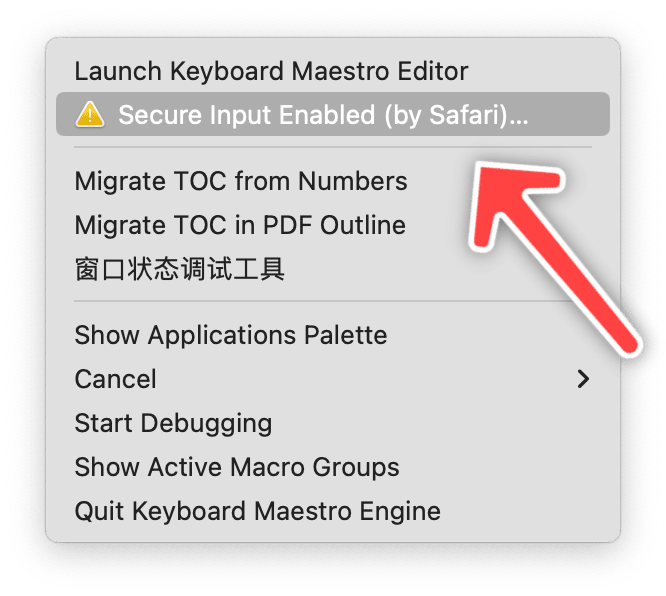 Launch Keyboard Maestro Editor
Secure Input Enabled (by Safari)...
Migrate TOC from Numbers
Migrate TOC in PDF Outline
窗口状态调试工具
Show Applications Palette
Cancel
Start Debugging
Show Active Macro Groups
Quit Keyboard Maestro Engine